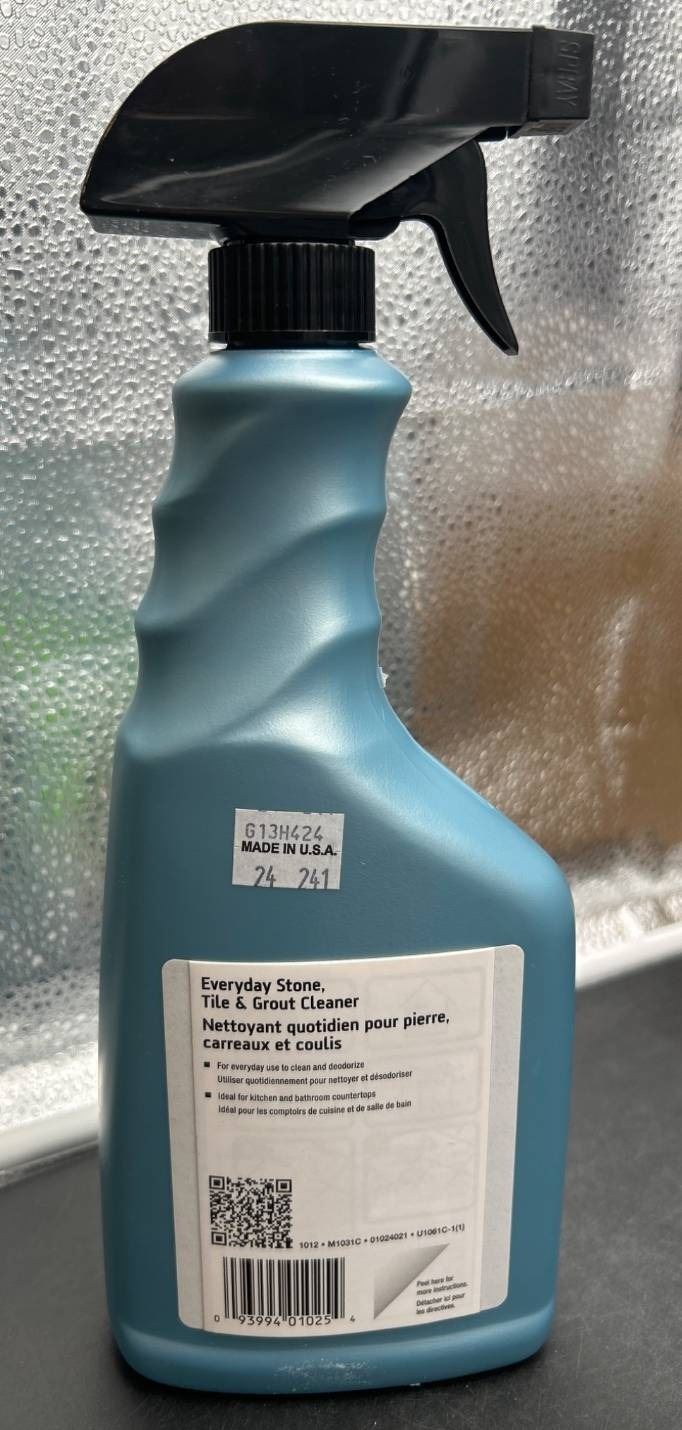 SPRAY
G13H424
MADE IN U.S.A.
24 241
Everyday Stone,
Tile & Grout Cleaner
Nettoyant quotidien pour pierre,
carreaux et coulis
■ For everyday use to clean and deodorize
Utiliser quotidiennement pour nettoyer et désodoriser
■ Ideal for kitchen and bathroom countertops
Idéal pour les comptoirs de cuisine et de salle de bain
1012 • M1031C • 01024021 • U1061C-1(1)
Peel here for
more instructions.
Détacher ici pour
les directives.
0 93994 01025 4